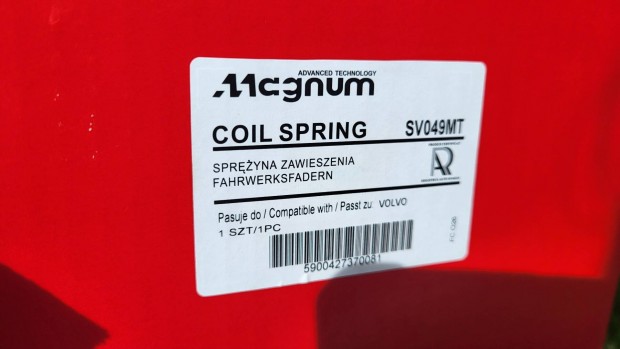 ADVANCED TECHNOLOGY
Magnum
COIL SPRING SV049MT
SPRĘŻYNA ZAWIESZENIA
FAHRWERKSFADERN
Pasuje do / Compatible with / Passt zu: VOLVO
1 SZT/1PC
5900427370081